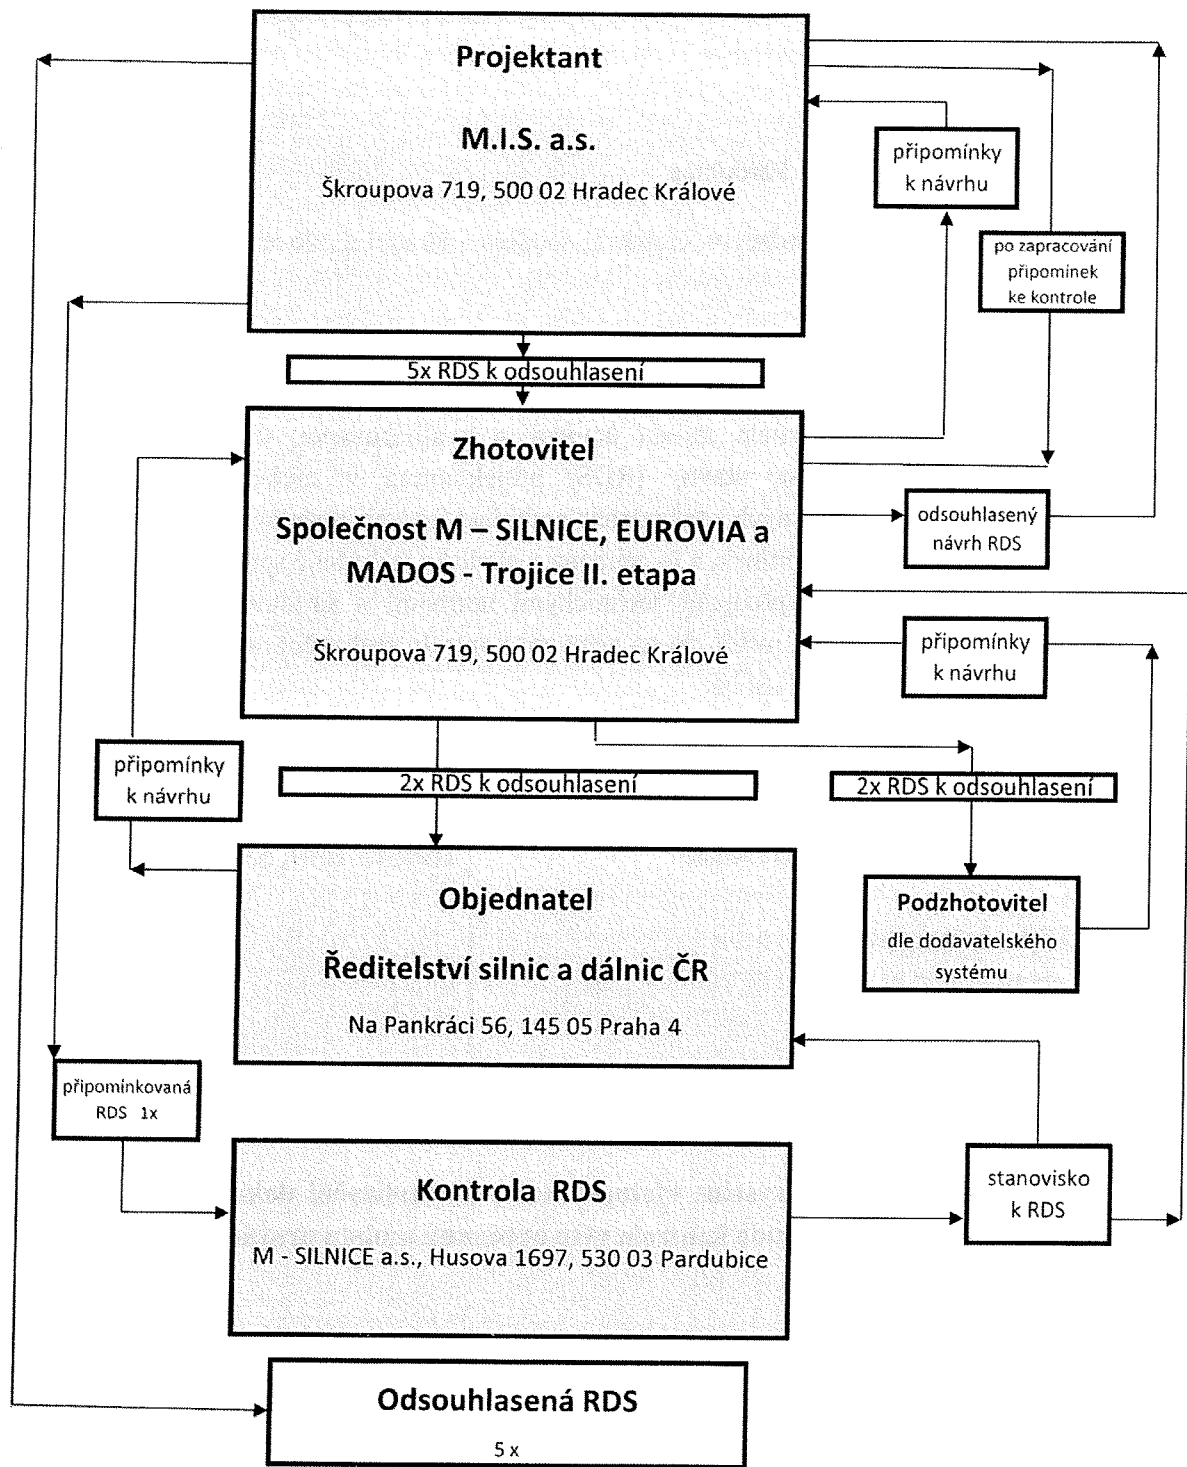 Projektant
M.I.S. a.s.
Škroupova 719, 500 02 Hradec Králové
připomínky
k návrhu
po zapracování
připomínek
ke kontrole
5x RDS k odsouhlasení
Zhotovitel
Společnost M – SILNICE, EUROVIA a
MADOS - Trojice II. etapa
Škroupova 719, 500 02 Hradec Králové
odsouhlasený
návrh RDS
připomínky
k návrhu
připomínky
k návrhu
2x RDS k odsouhlasení
2x RDS k odsouhlasení
Objednatel
Ředitelství silnic a dálnic ČR
Na Pankráci 56, 145 05 Praha 4
Podzhotovitel
dle dodavatelského
systému
připomínkovaná
RDS 1x
Kontrola RDS
M - SILNICE a.s., Husova 1697, 530 03 Pardubice
stanovisko
k RDS
Odsouhlasená RDS
5 x